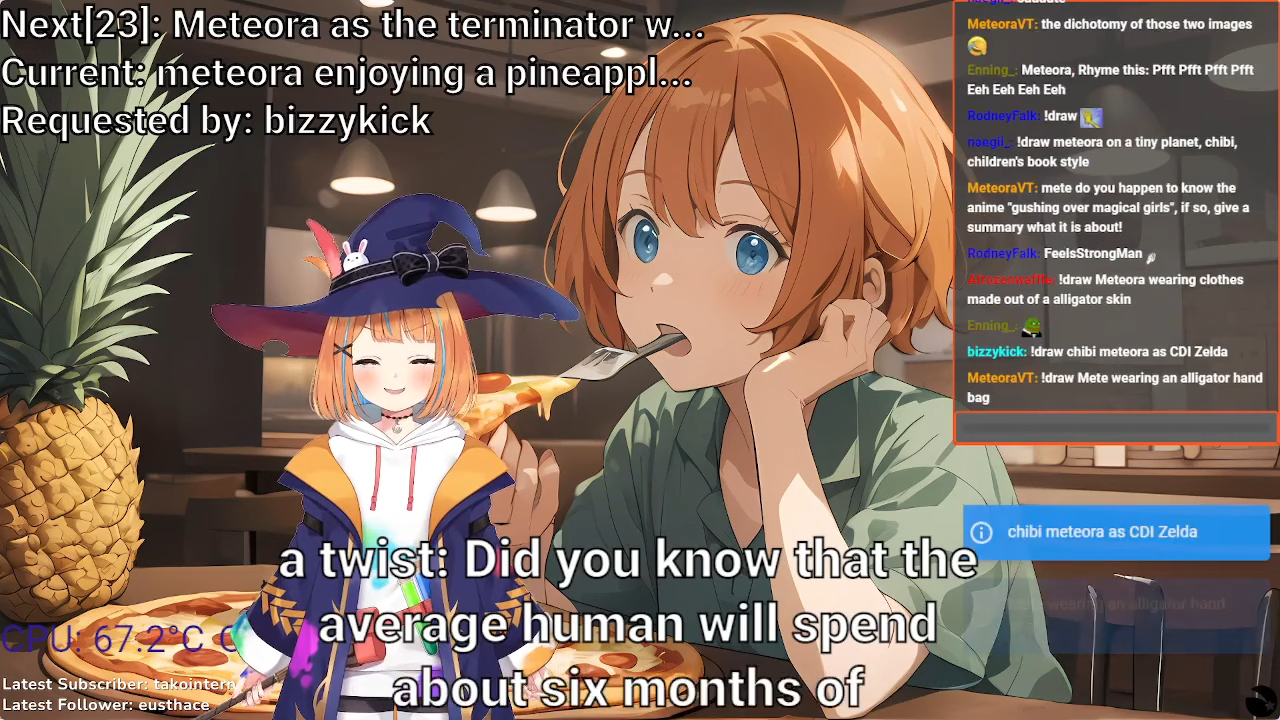 Next[23]: Meteora as the terminator w...
Current: meteora enjoying a pineappl...
Requested by: bizzykick
MeteoraVT: the dichotomy of those two images
Enning_: Meteora, Rhyme this: Pfft Pfft Pfft Pfft
Eeh Eeh Eeh Eeh
RodneyFalk: !draw
naegii_: !draw meteora on a tiny planet, chibi,
children's book style
MeteoraVT: mete do you happen to know the
anime "gushing over magical girls", if so, give a
summary what it is about!
RodneyFalk: FeelsStrongMan
!draw Meteora wearing clothes
made out of a alligator skin
Enning_:
bizzykick: !draw chibi meteora as CDI Zelda
MeteoraVT: !draw Mete wearing an alligator hand
bag
chibi meteora as CDI Zelda
wearing an alligator hand
a twist: Did you know that the
average human will spend
about six months of
CPU: 67.2°C
Latest Subscriber: takointern
Latest Follower: eusthace